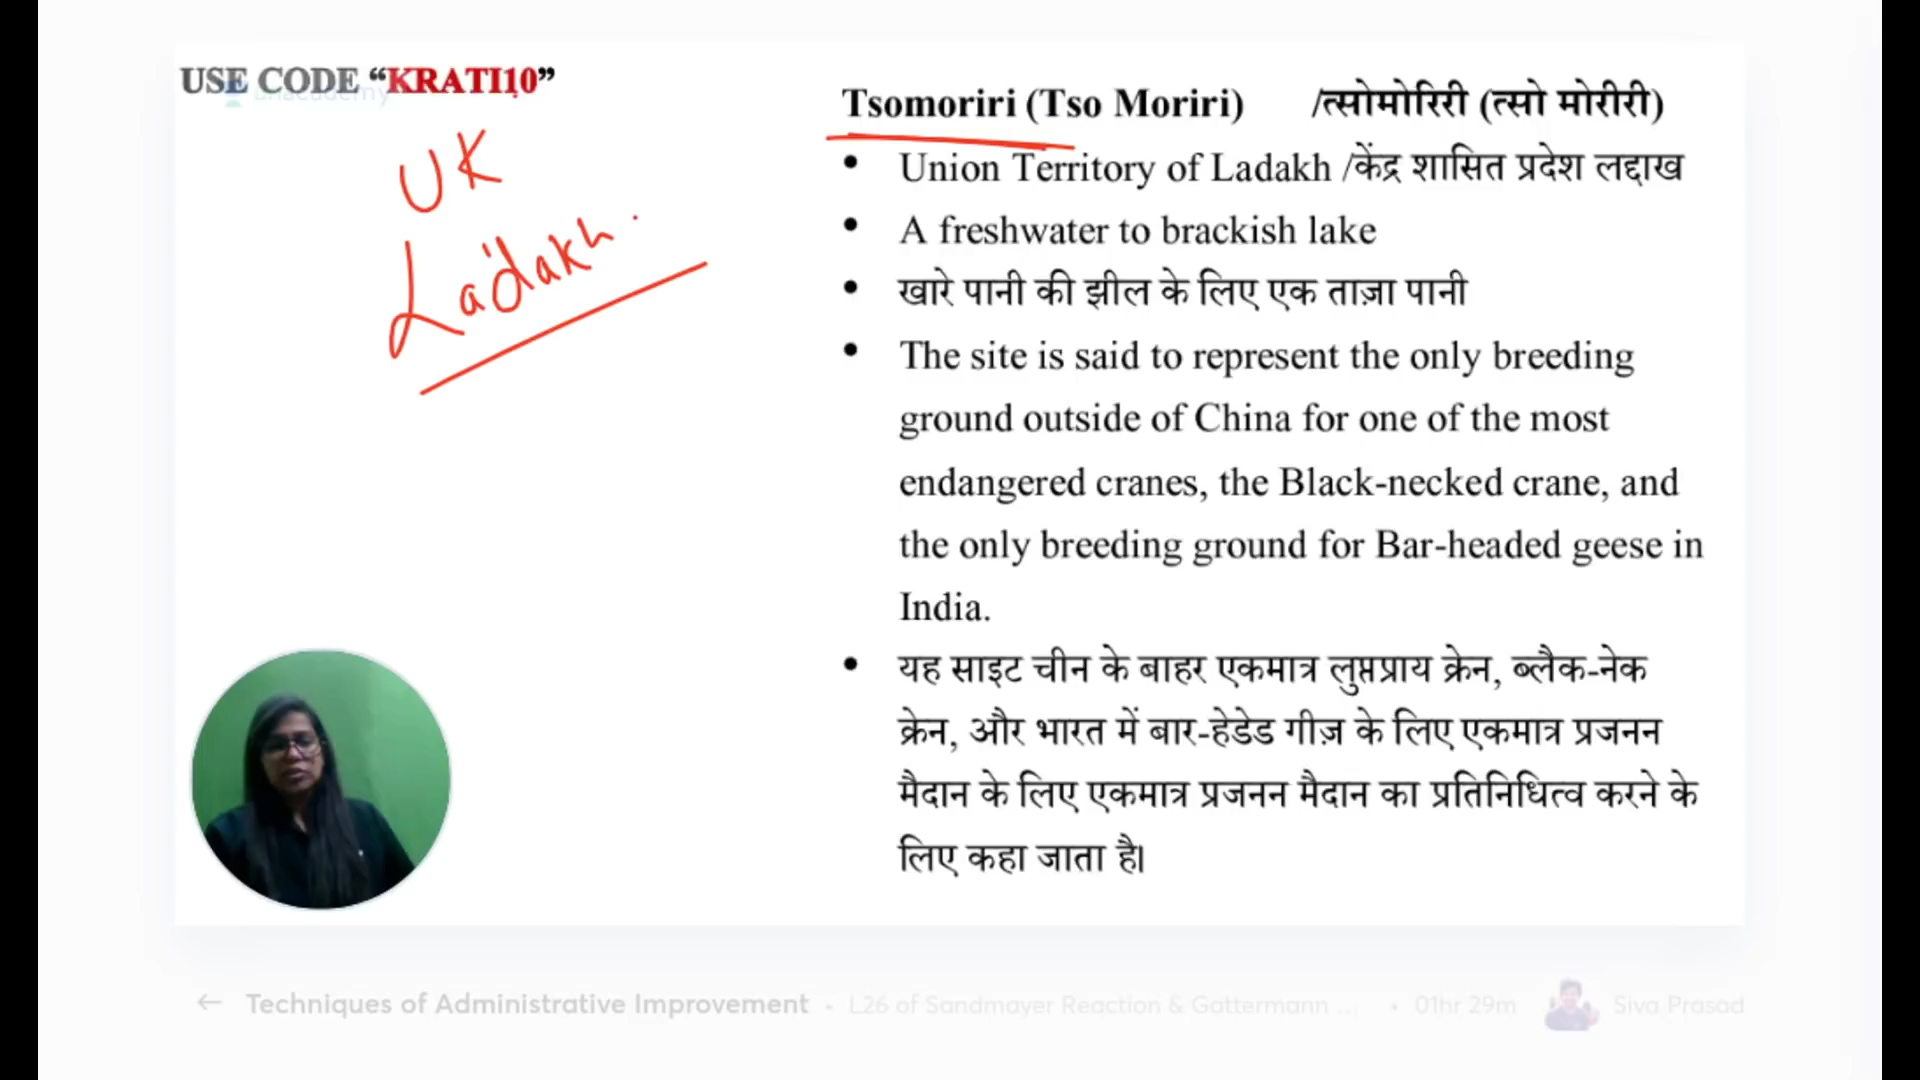 USE CODE “KRATI10”
UK
Ladakh
Tsomoriri (Tso Moriri) /त्सोमोरिरी (त्सो मोरीरी)
• Union Territory of Ladakh /केंद्र शासित प्रदेश लद्दाख
• A freshwater to brackish lake
• खारे पानी की झील के लिए एक ताज़ा पानी
• The site is said to represent the only breeding
ground outside of China for one of the most
endangered cranes, the Black-necked crane, and
the only breeding ground for Bar-headed geese in
India.
• यह साइट चीन के बाहर एकमात्र लुप्तप्राय क्रेन, ब्लैक-नेक
क्रेन, और भारत में बार-हेडेड गीज़ के लिए एकमात्र प्रजनन
मैदान के लिए एकमात्र प्रजनन मैदान का प्रतिनिधित्व करने के
लिए कहा जाता है।
← Techniques of Administrative Improvement • L26 of Sandmayer Reaction & Gattermann ... • 01hr 29m Siva Prasad